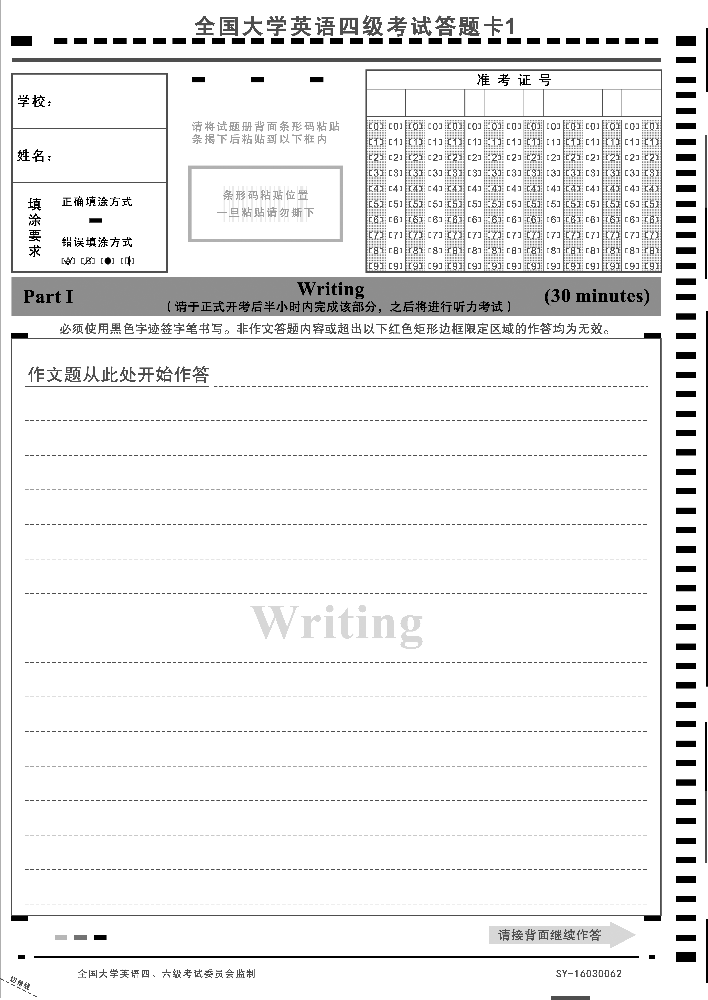 全国大学英语四级考试答题卡1
学校：
姓名：
填涂要求
正确填涂方式
错误填涂方式
[A] [B] [C] [D]
请将试题册背面条形码粘贴
条揭下后粘贴到以下框内
条形码粘贴位置
一旦粘贴请勿撕下
准考证号
[0] [0] [0] [0] [0] [0] [0] [0] [0] [0] [0] [0] [0] [0] [0]
[1] [1] [1] [1] [1] [1] [1] [1] [1] [1] [1] [1] [1] [1] [1]
[2] [2] [2] [2] [2] [2] [2] [2] [2] [2] [2] [2] [2] [2] [2]
[3] [3] [3] [3] [3] [3] [3] [3] [3] [3] [3] [3] [3] [3] [3]
[4] [4] [4] [4] [4] [4] [4] [4] [4] [4] [4] [4] [4] [4] [4]
[5] [5] [5] [5] [5] [5] [5] [5] [5] [5] [5] [5] [5] [5] [5]
[6] [6] [6] [6] [6] [6] [6] [6] [6] [6] [6] [6] [6] [6] [6]
[7] [7] [7] [7] [7] [7] [7] [7] [7] [7] [7] [7] [7] [7] [7]
[8] [8] [8] [8] [8] [8] [8] [8] [8] [8] [8] [8] [8] [8] [8]
[9] [9] [9] [9] [9] [9] [9] [9] [9] [9] [9] [9] [9] [9] [9]
Part I Writing (30 minutes)
（请于正式开考后半小时内完成该部分，之后将进行听力考试）
必须使用黑色字迹签字笔书写。非作文答题内容或超出以下红色矩形边框限定区域的作答均为无效。
作文题从此处开始作答
Writing
请接背面继续作答
全国大学英语四、六级考试委员会监制
SY-16030062
切角线